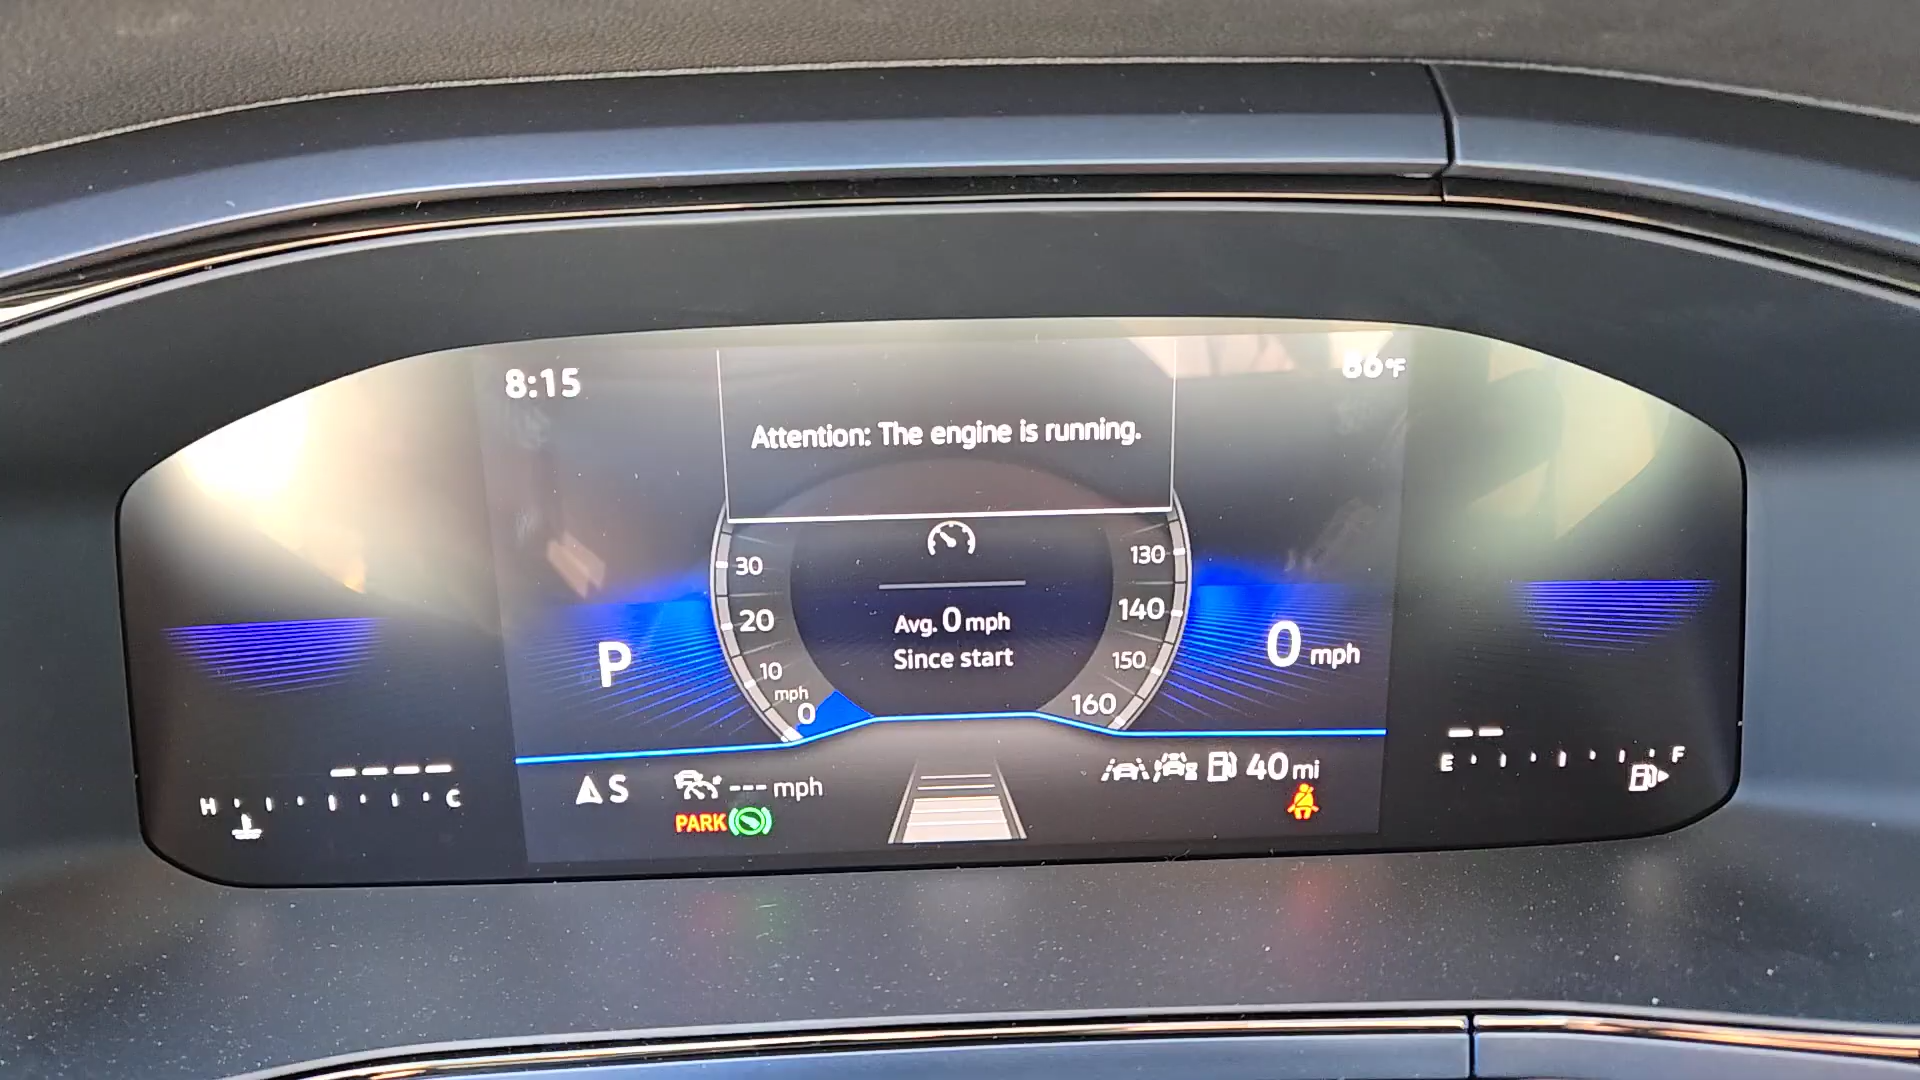 8:15
86°F
Attention: The engine is running.
30
130
20
140
Avg. 0 mph
P
0 mph
Since start
10
150
mph
0
160
S
--- mph
40 mi
E
F
H
C
PARK